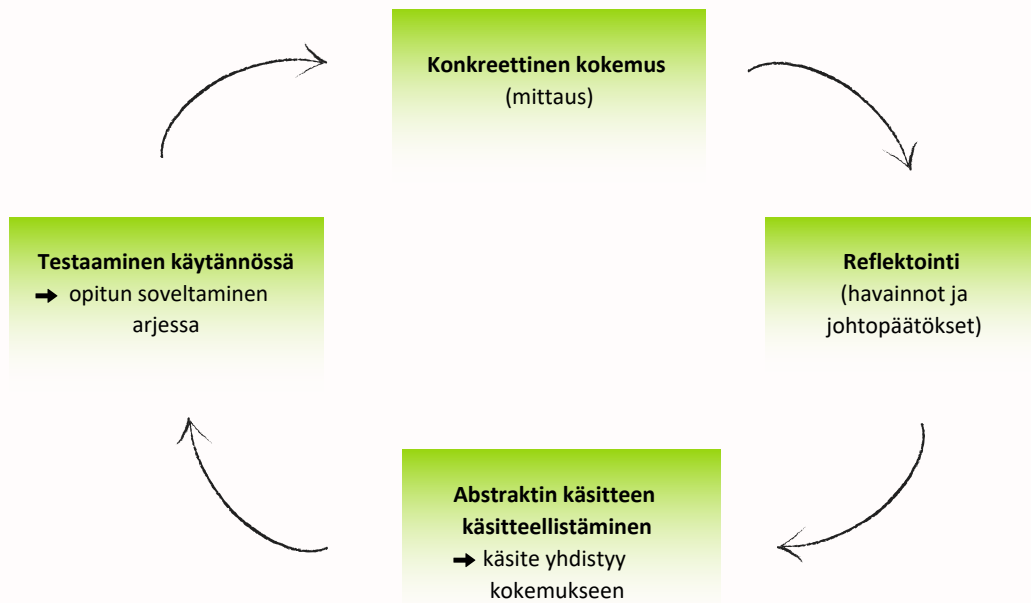 Konkreettinen kokemus
(mittaus)
Reflektointi
(havainnot ja
johtopäätökset)
Abstraktin käsitteen
käsitteellistäminen
➞ käsite yhdistyy
kokemukseen
Testaaminen käytännössä
➞ opitun soveltaminen
arjessa